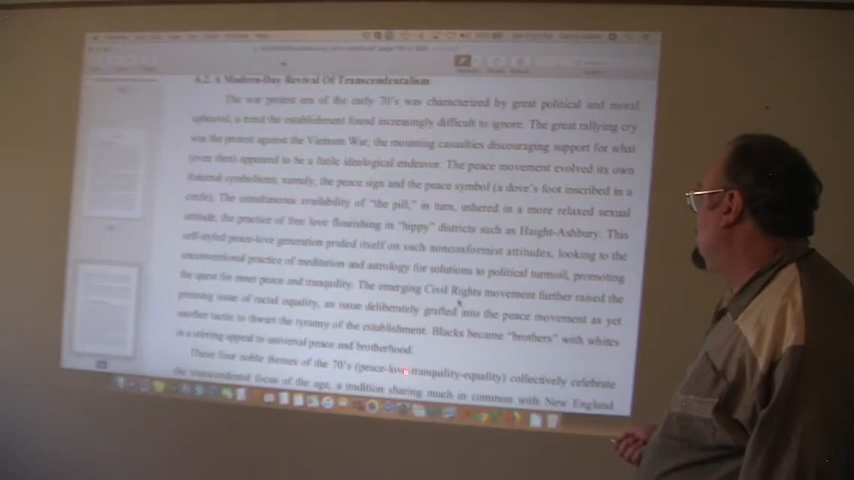 6.2. A Modern-Day Revival Of Transcendentalism
The war protest era of the early 70's was characterized by great political and moral
upheaval, a trend the establishment found increasingly difficult to ignore. The great rallying cry
was the protest against the Vietnam War, the mounting casualties discouraging support for what
(even then) appeared to be a futile ideological endeavor. The peace movement evolved its own
fraternal symbolisms; namely, the peace sign and the peace symbol (a dove's foot inscribed in a
circle). The simultaneous availability of "the pill," in turn, ushered in a more relaxed sexual
attitude, the practice of free love flourishing in "hippy" districts such as Haight-Ashbury. This
self-styled peace-love generation prided itself on such nonconformist attitudes, looking to the
unconventional practice of meditation and astrology for solutions to political turmoil, promoting
the quest for inner peace and tranquility. The emerging Civil Rights movement further raised the
pressing issue of racial equality, an issue deliberately grafted into the peace movement as yet
another tactic to thwart the tyranny of the establishment. Blacks became "brothers" with whites
in a stirring appeal to universal peace and brotherhood.
These four noble themes of the 70's (peace-love-tranquility-equality) collectively celebrate
the transcendental focus of the age, a tradition sharing much in common with New England